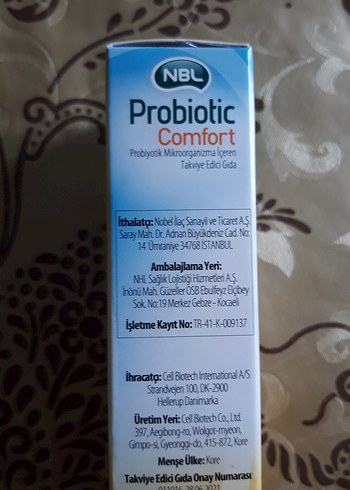 NBL
Probiotic
Comfort
Probiyotik Mikroorganizma İçeren
Takviye Edici Gıda
İthalatçı: Nobel İlaç Sanayii ve Ticaret A.Ş.
Saray Mah. Dr. Adnan Büyükdeniz Cad. No:
14 Ümraniye 34768 İSTANBUL
Ambalajlama Yeri:
NHL Sağlık Lojistiği Hizmetleri A.Ş.
İnönü Mah. Güzeller OSB Ebulfeyz Elçibey
Sok. No:19 Merkez Gebze - Kocaeli
İşletme Kayıt No: TR-41-K-009137
İhracatçı: Cell Biotech International A/S
Strandvejen 100, DK-2900
Hellerup Danimarka
Üretim Yeri: Cell Biotech Co., Ltd.
397, Aegibong-ro, Wolgot-myeon,
Gimpo-si, Gyeonggi-do, 415-872, Kore
Menşe Ülke: Kore
Takviye Edici Gıda Onay Numarası: